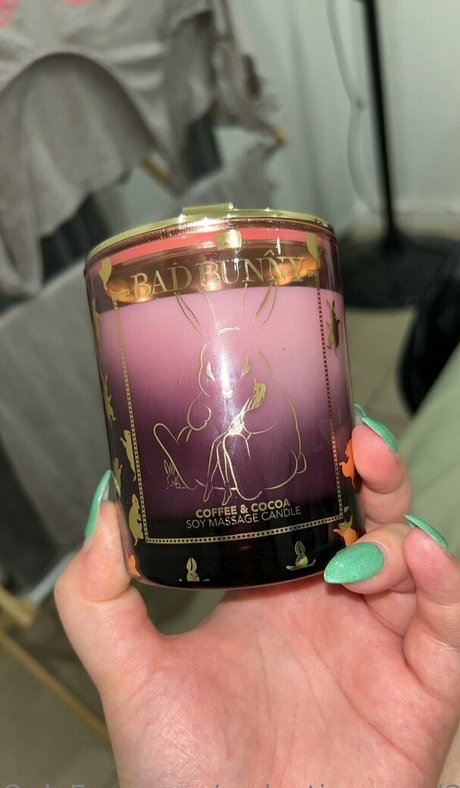 BAD BUNNY
COFFEE & COCOA
SOY MASSAGE CANDLE